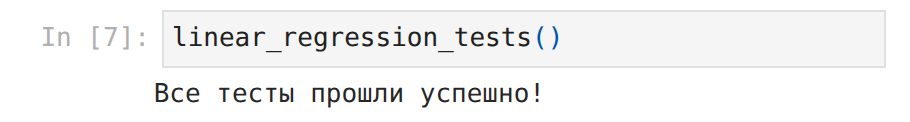 In [7]: linear_regression_tests()
Все тесты прошли успешно!